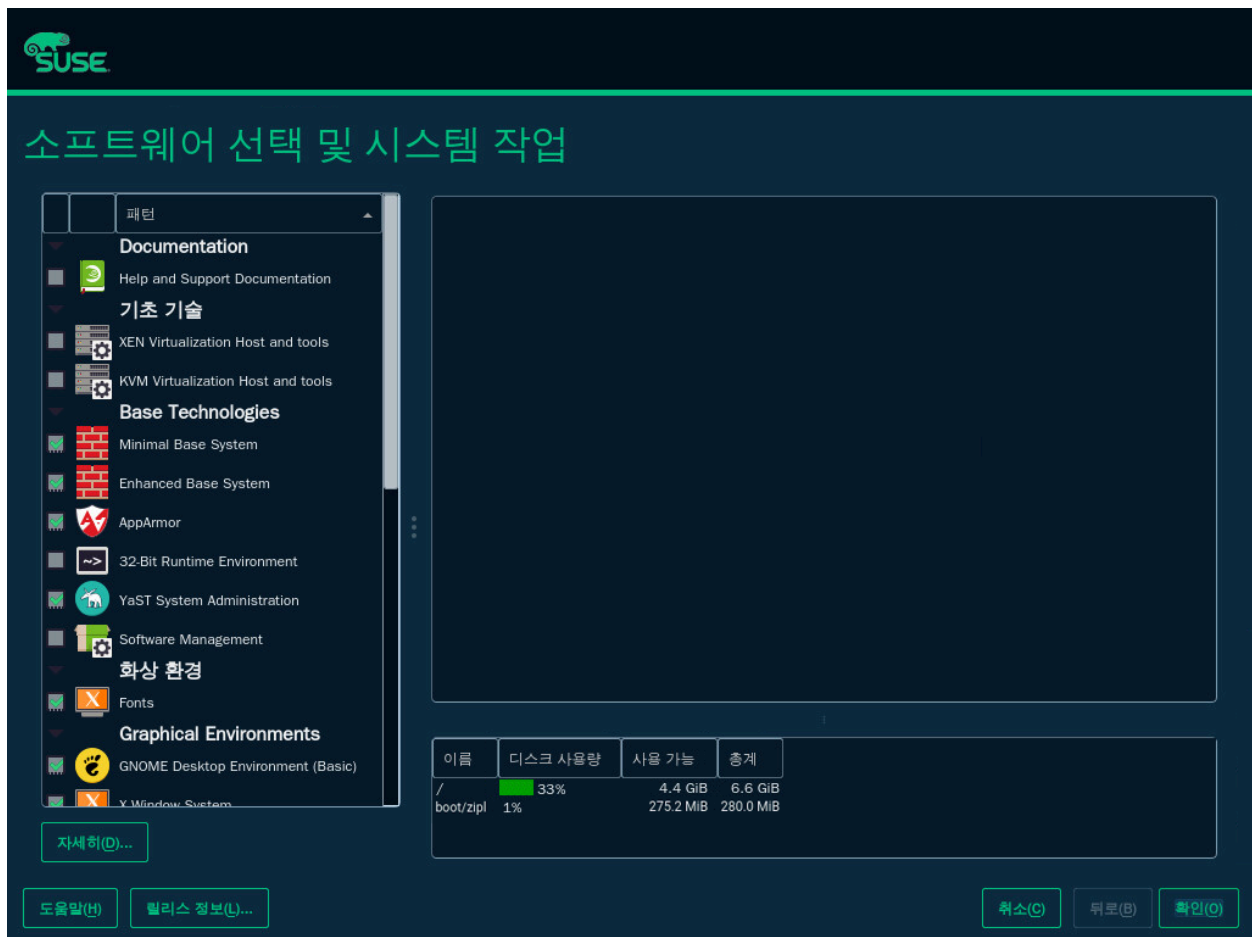 SUSE.
소프트웨어 선택 및 시스템 작업
패턴
Documentation
Help and Support Documentation
기초 기술
XEN Virtualization Host and tools
KVM Virtualization Host and tools
Base Technologies
Minimal Base System
Enhanced Base System
AppArmor
32-Bit Runtime Environment
YaST System Administration
Software Management
화상 환경
Fonts
Graphical Environments
GNOME Desktop Environment (Basic)
X Window System
자세히(D)...
이름 디스크 사용량 사용 가능 총계
/ 33% 4.4 GiB 6.6 GiB
boot/zipl 1% 275.2 MiB 280.0 MiB
도움말(H) 릴리스 정보(L)... 취소(C) 뒤로(B) 확인(O)